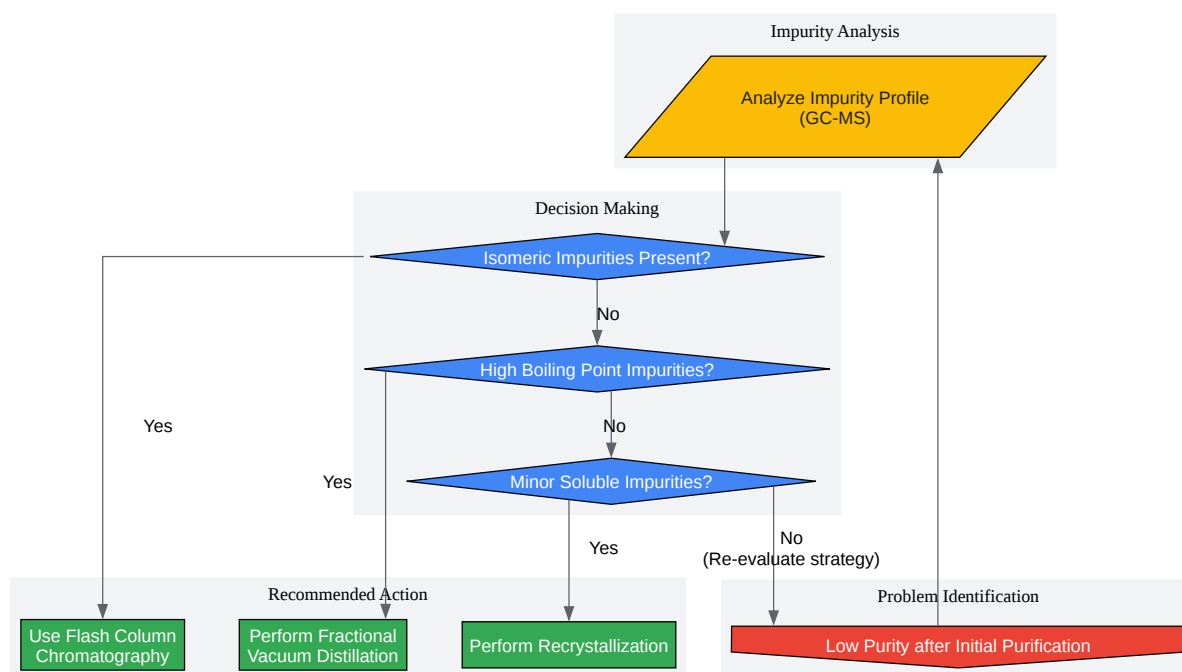 Impurity Analysis
Analyze Impurity Profile
(GC-MS)
Decision Making
Isomeric Impurities Present?
No
High Boiling Point Impurities?
Yes
No
Yes
Minor Soluble Impurities?
Yes
No
(Re-evaluate strategy)
Recommended Action
Problem Identification
Use Flash Column
Chromatography
Perform Fractional
Vacuum Distillation
Perform Recrystallization
Low Purity after Initial Purification